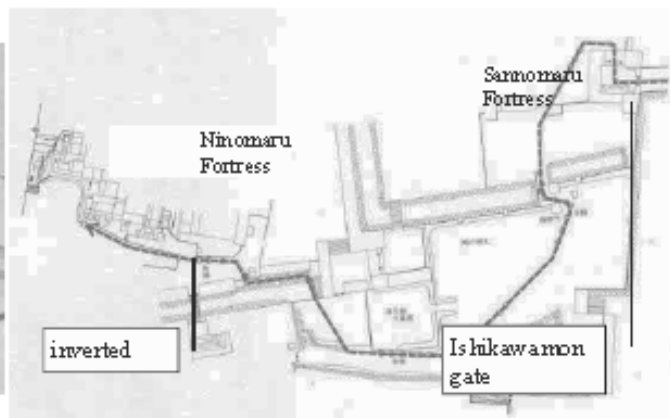 Sannomaru
Fortress
Ninomaru
Fortress
inverted
Ishikawamon
gate